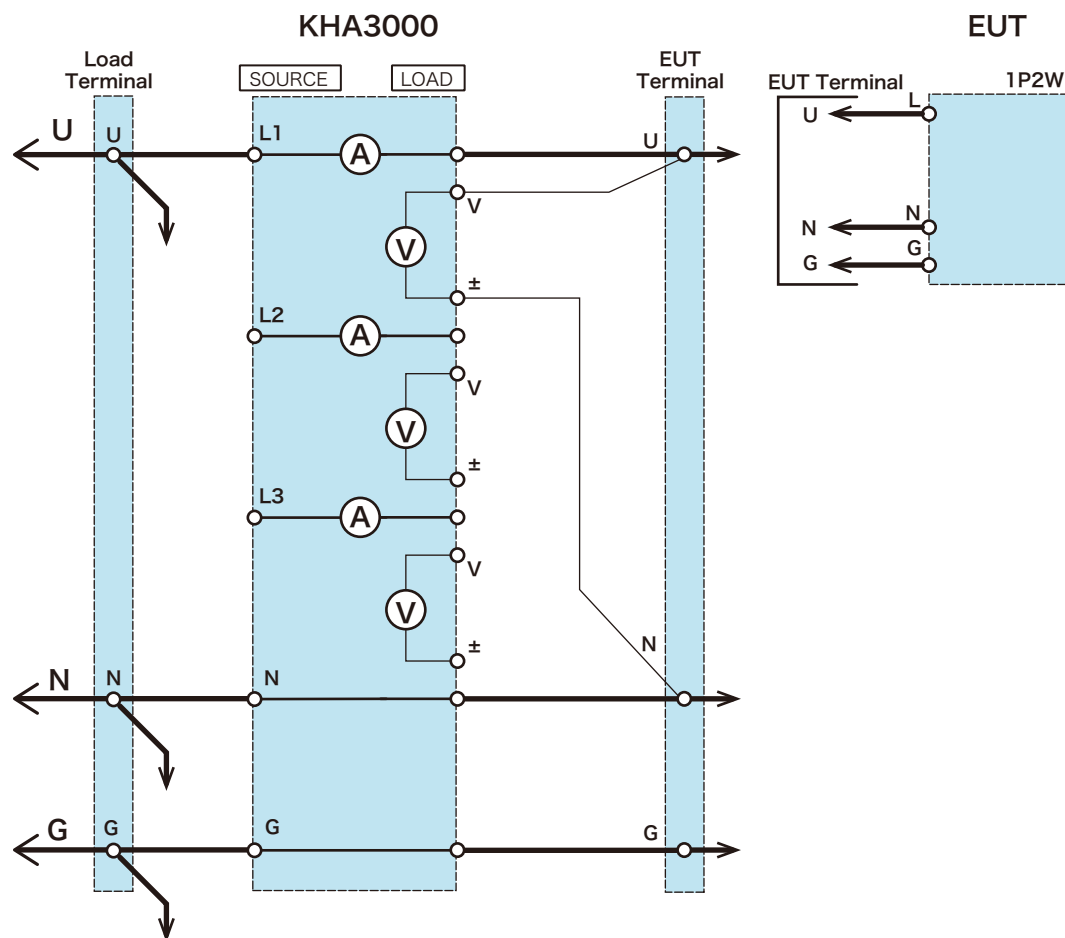 KHA3000
EUT
Load
Terminal
SOURCE
LOAD
EUT
Terminal
EUT Terminal
1P2W
U
U
L1
A
U
V
V
±
L2
A
V
V
±
L3
A
V
V
±
N
N
N
N
G
G
G
G
U
L
N
N
G
G